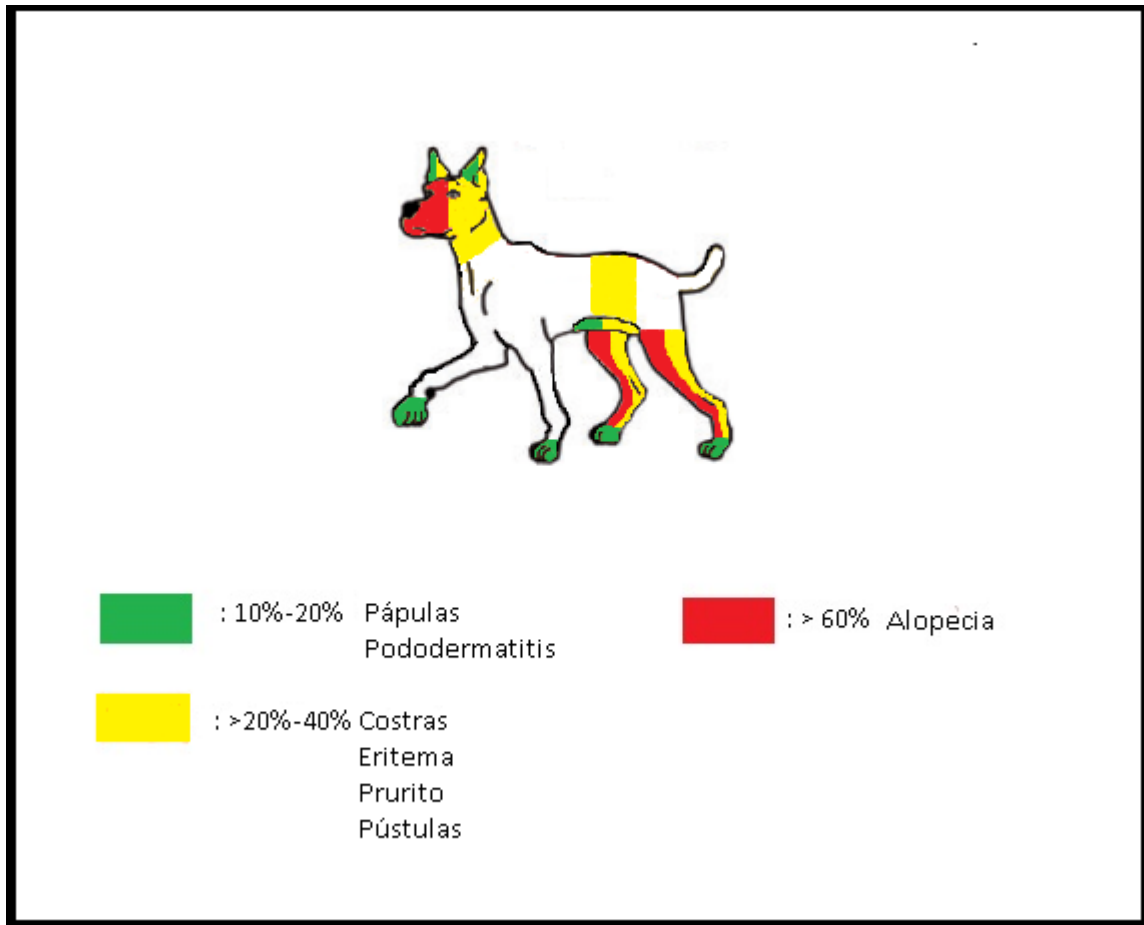 : 10%-20% Pápulas
Pododermatitis
: > 60% Alopecia
: >20%-40% Costras
Eritema
Prurito
Pústulas